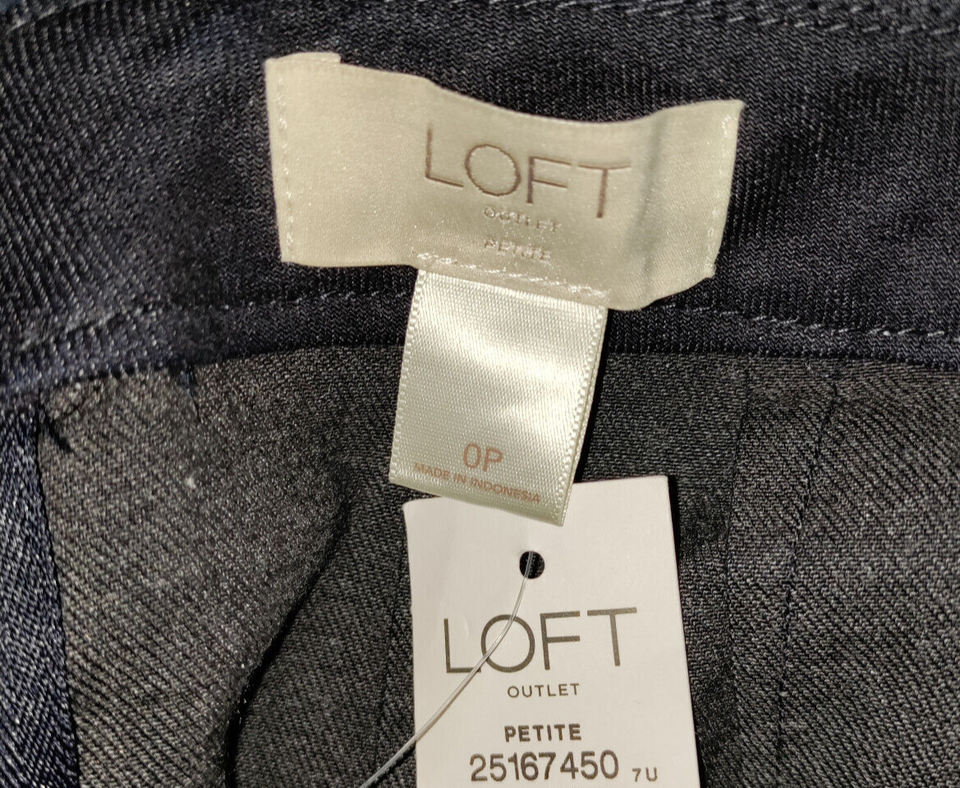 LOFT
OUTLET
PETITE
0P
MADE IN INDONESIA
LOFT
OUTLET
PETITE
25167450 7U